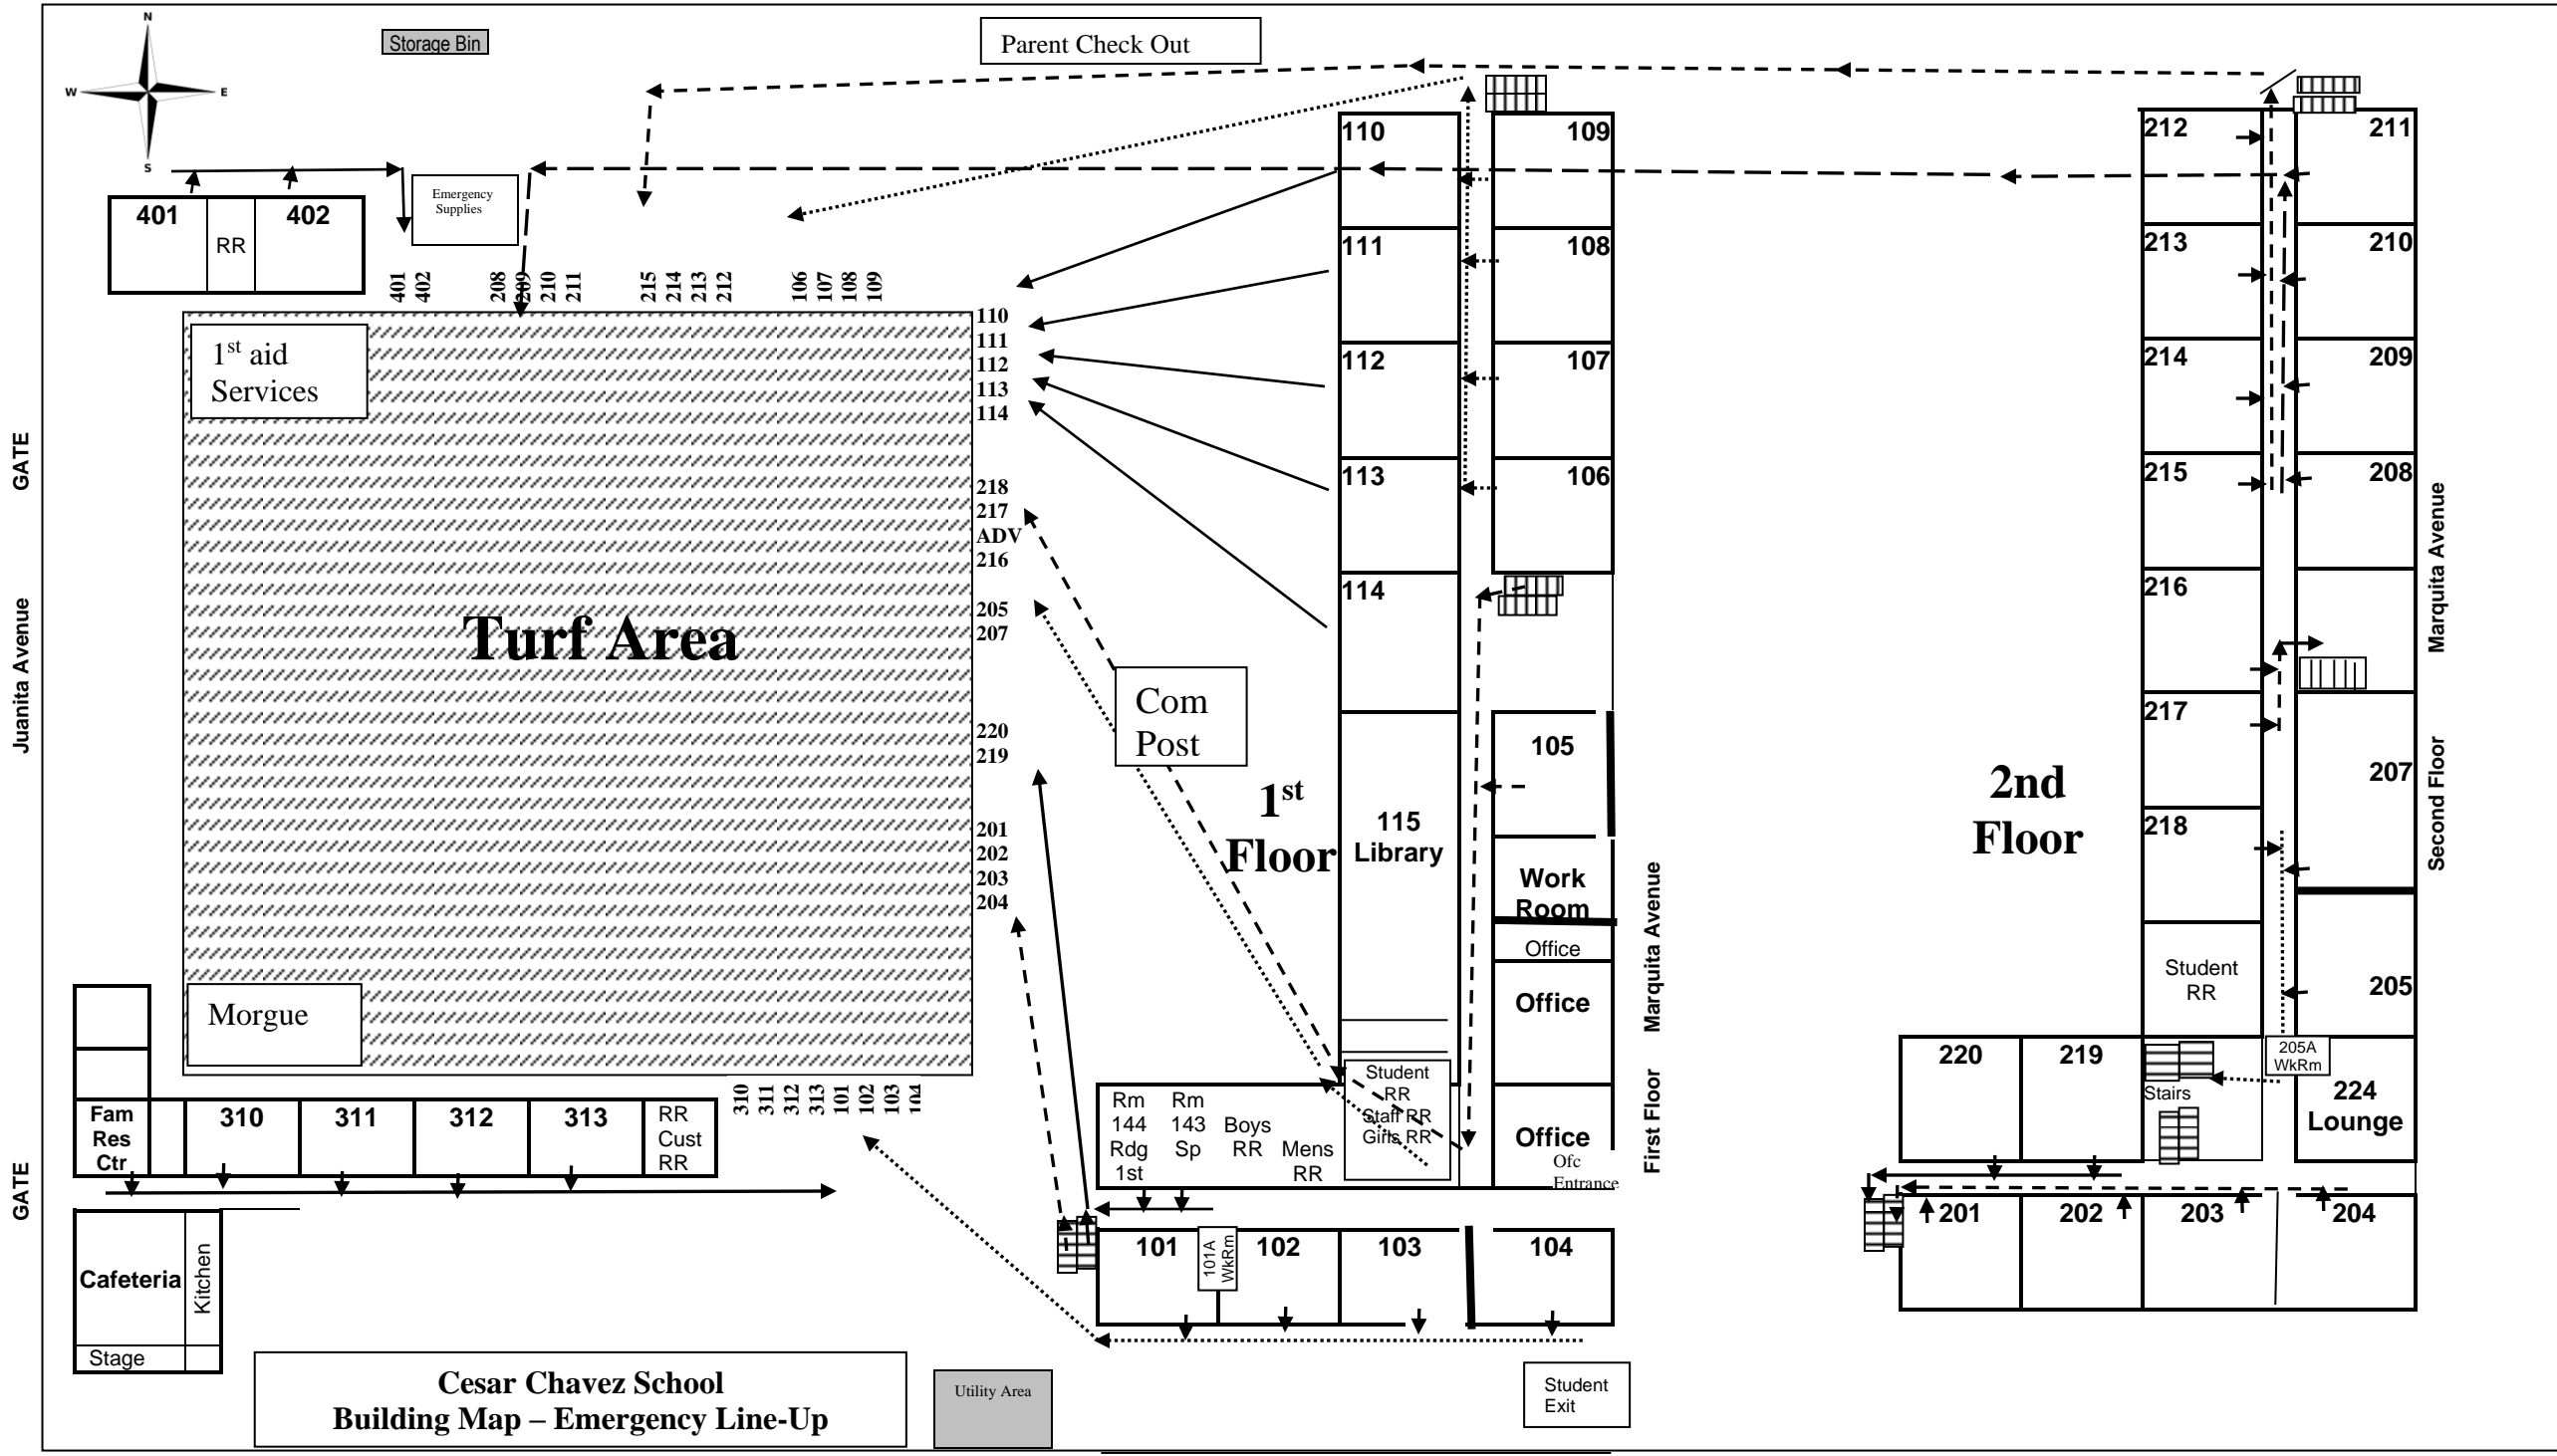 N
W
E
S
Storage Bin
Parent Check Out
401
RR
402
Emergency
Supplies
401
402
208
209
210
211
215
214
213
212
106
107
108
109
1st aid
Services
Turf Area
Morgue
110
111
112
113
114
218
217
ADV
216
205
207
220
219
201
202
203
204
310
311
312
313
101
102
103
104
GATE
Juanita Avenue
GATE
Com
Post
1st
Floor
110
111
112
113
114
115
Library
109
108
107
106
105
Work
Room
Office
Office
Office
Ofc
Entrance
Student
RR
Staff RR
Girls RR
Rm
144
Rdg
1st
Rm
143
Sp
Boys
RR
Mens
RR
101
101A
WkRm
102
103
104
First Floor
Marquita Avenue
2nd
Floor
212
213
214
215
216
217
218
Student
RR
211
210
209
208
207
205
205A
WkRm
224
Lounge
220
219
Stairs
201
202
203
204
Marquita Avenue
Second Floor
Fam
Res
Ctr
310
311
312
313
RR
Cust
RR
Cafeteria
Kitchen
Stage
Cesar Chavez School
Building Map – Emergency Line-Up
Utility Area
Student
Exit